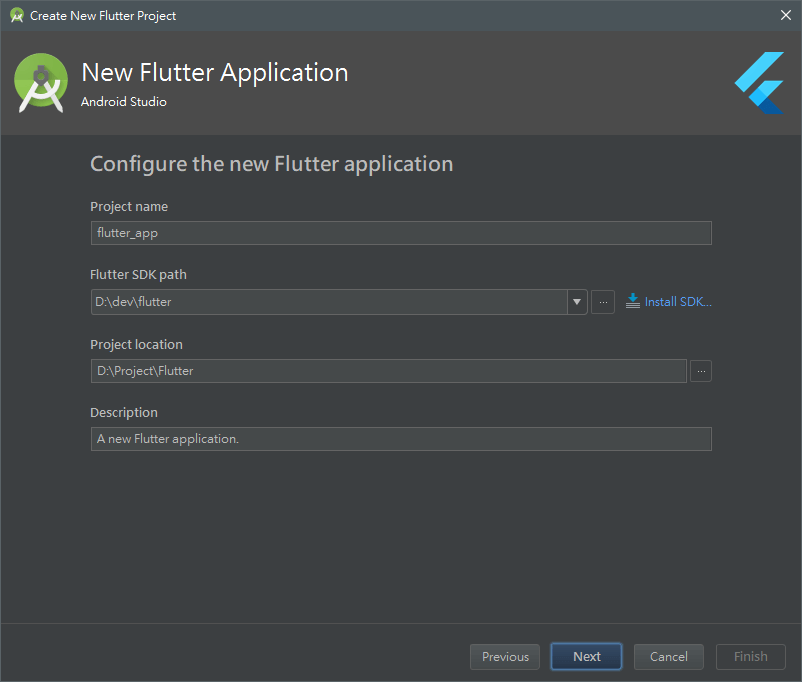 Create New Flutter Project
New Flutter Application
Android Studio
Configure the new Flutter application
Project name
flutter_app
Flutter SDK path
D:\dev\flutter
... Install SDK...
Project location
D:\Project\Flutter
...
Description
A new Flutter application.
Previous Next Cancel Finish